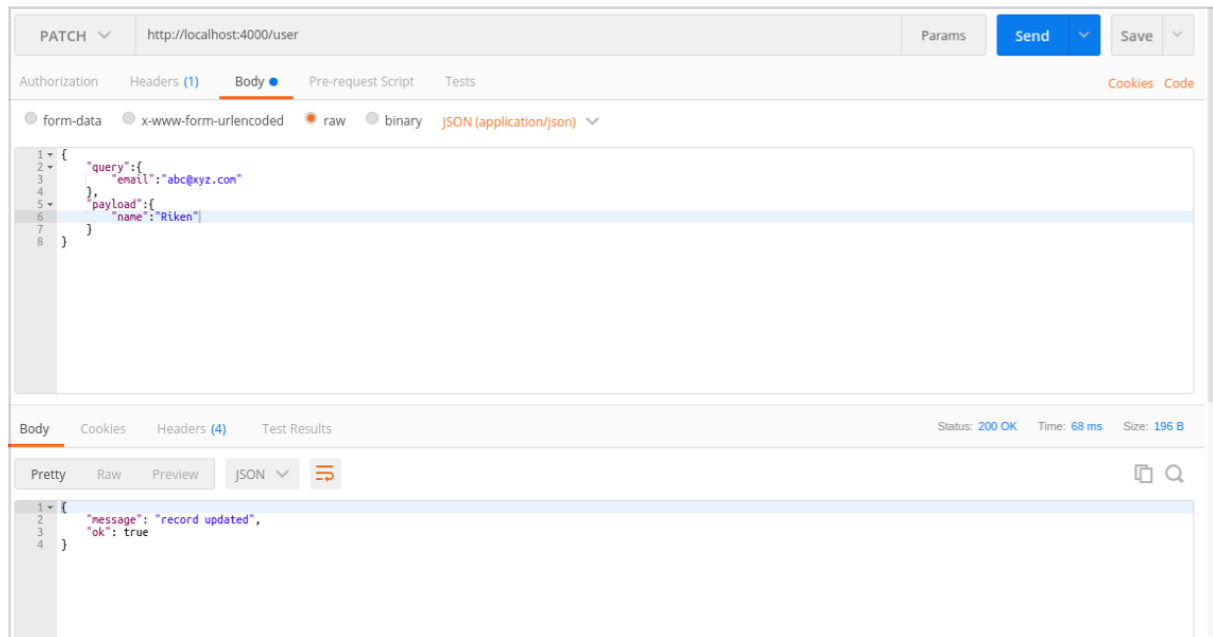 PATCH http://localhost:4000/user Params Send Save
Authorization Headers (1) Body Pre-request Script Tests Cookies Code
form-data x-www-form-urlencoded raw binary JSON (application/json)
1 {
2 "query":{
3 "email":"abc@xyz.com"
4 },
5 "payload":{
6 "name":"Riken"
7 }
8 }
Body Cookies Headers (4) Test Results Status: 200 OK Time: 68 ms Size: 196 B
Pretty Raw Preview JSON
1 {
2 "message": "record updated",
3 "ok": true
4 }